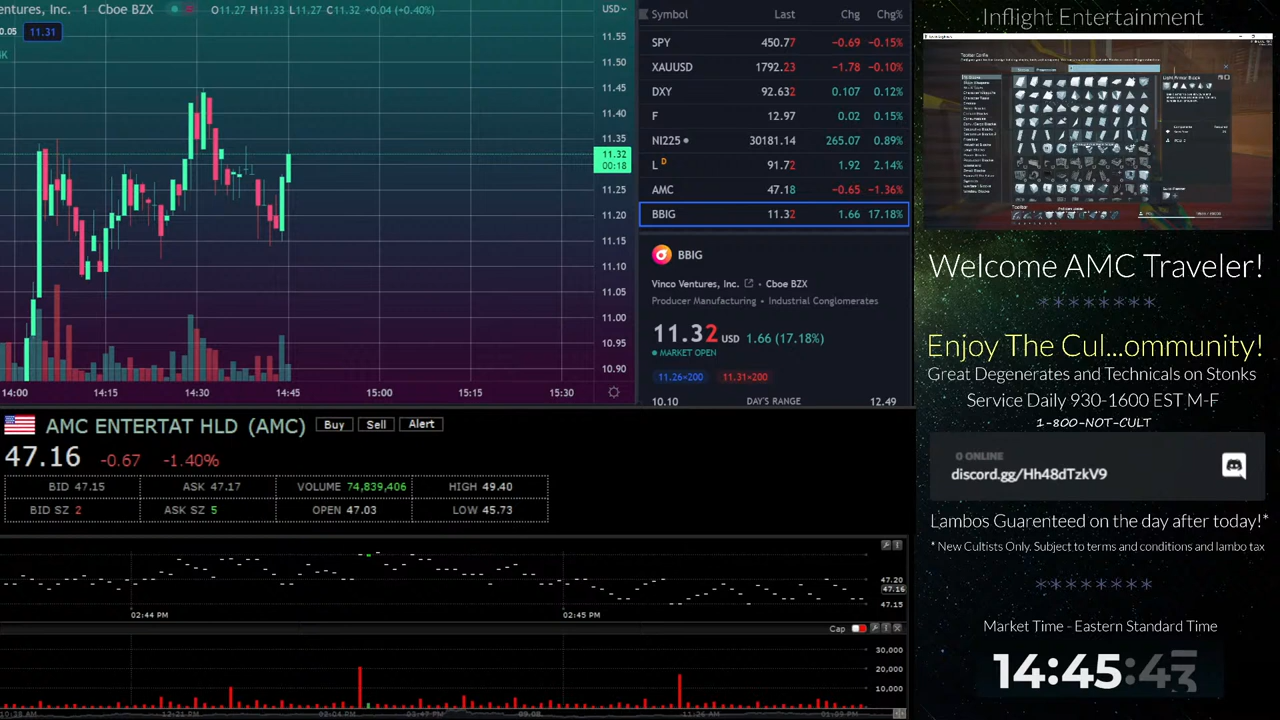 entures, Inc. 1 Cboe BZX O11.27 H11.33 L11.27 C11.32 +0.04 (+0.40%)
USD
0.05 11.31
11.55
11.50
11.45
11.40
11.35
11.32
00:18
11.25
11.20
11.15
11.10
11.05
11.00
10.95
10.90
14:00 14:15 14:30 14:45 15:00 15:15 15:30
Symbol Last Chg Chg%
SPY 450.77 -0.69 -0.15%
XAUUSD 1792.23 -1.78 -0.10%
DXY 92.632 0.107 0.12%
F 12.97 0.02 0.15%
NI225 30181.14 265.07 0.89%
L D 91.72 1.92 2.14%
AMC 47.18 -0.65 -1.36%
BBIG 11.32 1.66 17.18%
BBIG
Vinco Ventures, Inc. • Cboe BZX
Producer Manufacturing • Industrial Conglomerates
11.32 USD 1.66 (17.18%)
MARKET OPEN
11.26×200 11.31×200
10.10 DAY'S RANGE 12.49
AMC ENTERTAT HLD (AMC) Buy Sell Alert
47.16 -0.67 -1.40%
BID 47.15 ASK 47.17 VOLUME 74,839,406 HIGH 49.40
BID SZ 2 ASK SZ 5 OPEN 47.03 LOW 45.73
47.20
47.16
47.15
02:44 PM 02:45 PM
Cap
30,000
20,000
10,000
Inflight Entertainment
Welcome AMC Traveler!
*******
Enjoy The Cul...ommunity!
Great Degenerates and Technicals on Stonks
Service Daily 930-1600 EST M-F
1-800-NOT-CULT
0 ONLINE
discord.gg/Hh48dTzkV9
Lambos Guarenteed on the day after today!*
* New Cultists Only. Subject to terms and conditions and lambo tax
********
Market Time - Eastern Standard Time
14:45:43